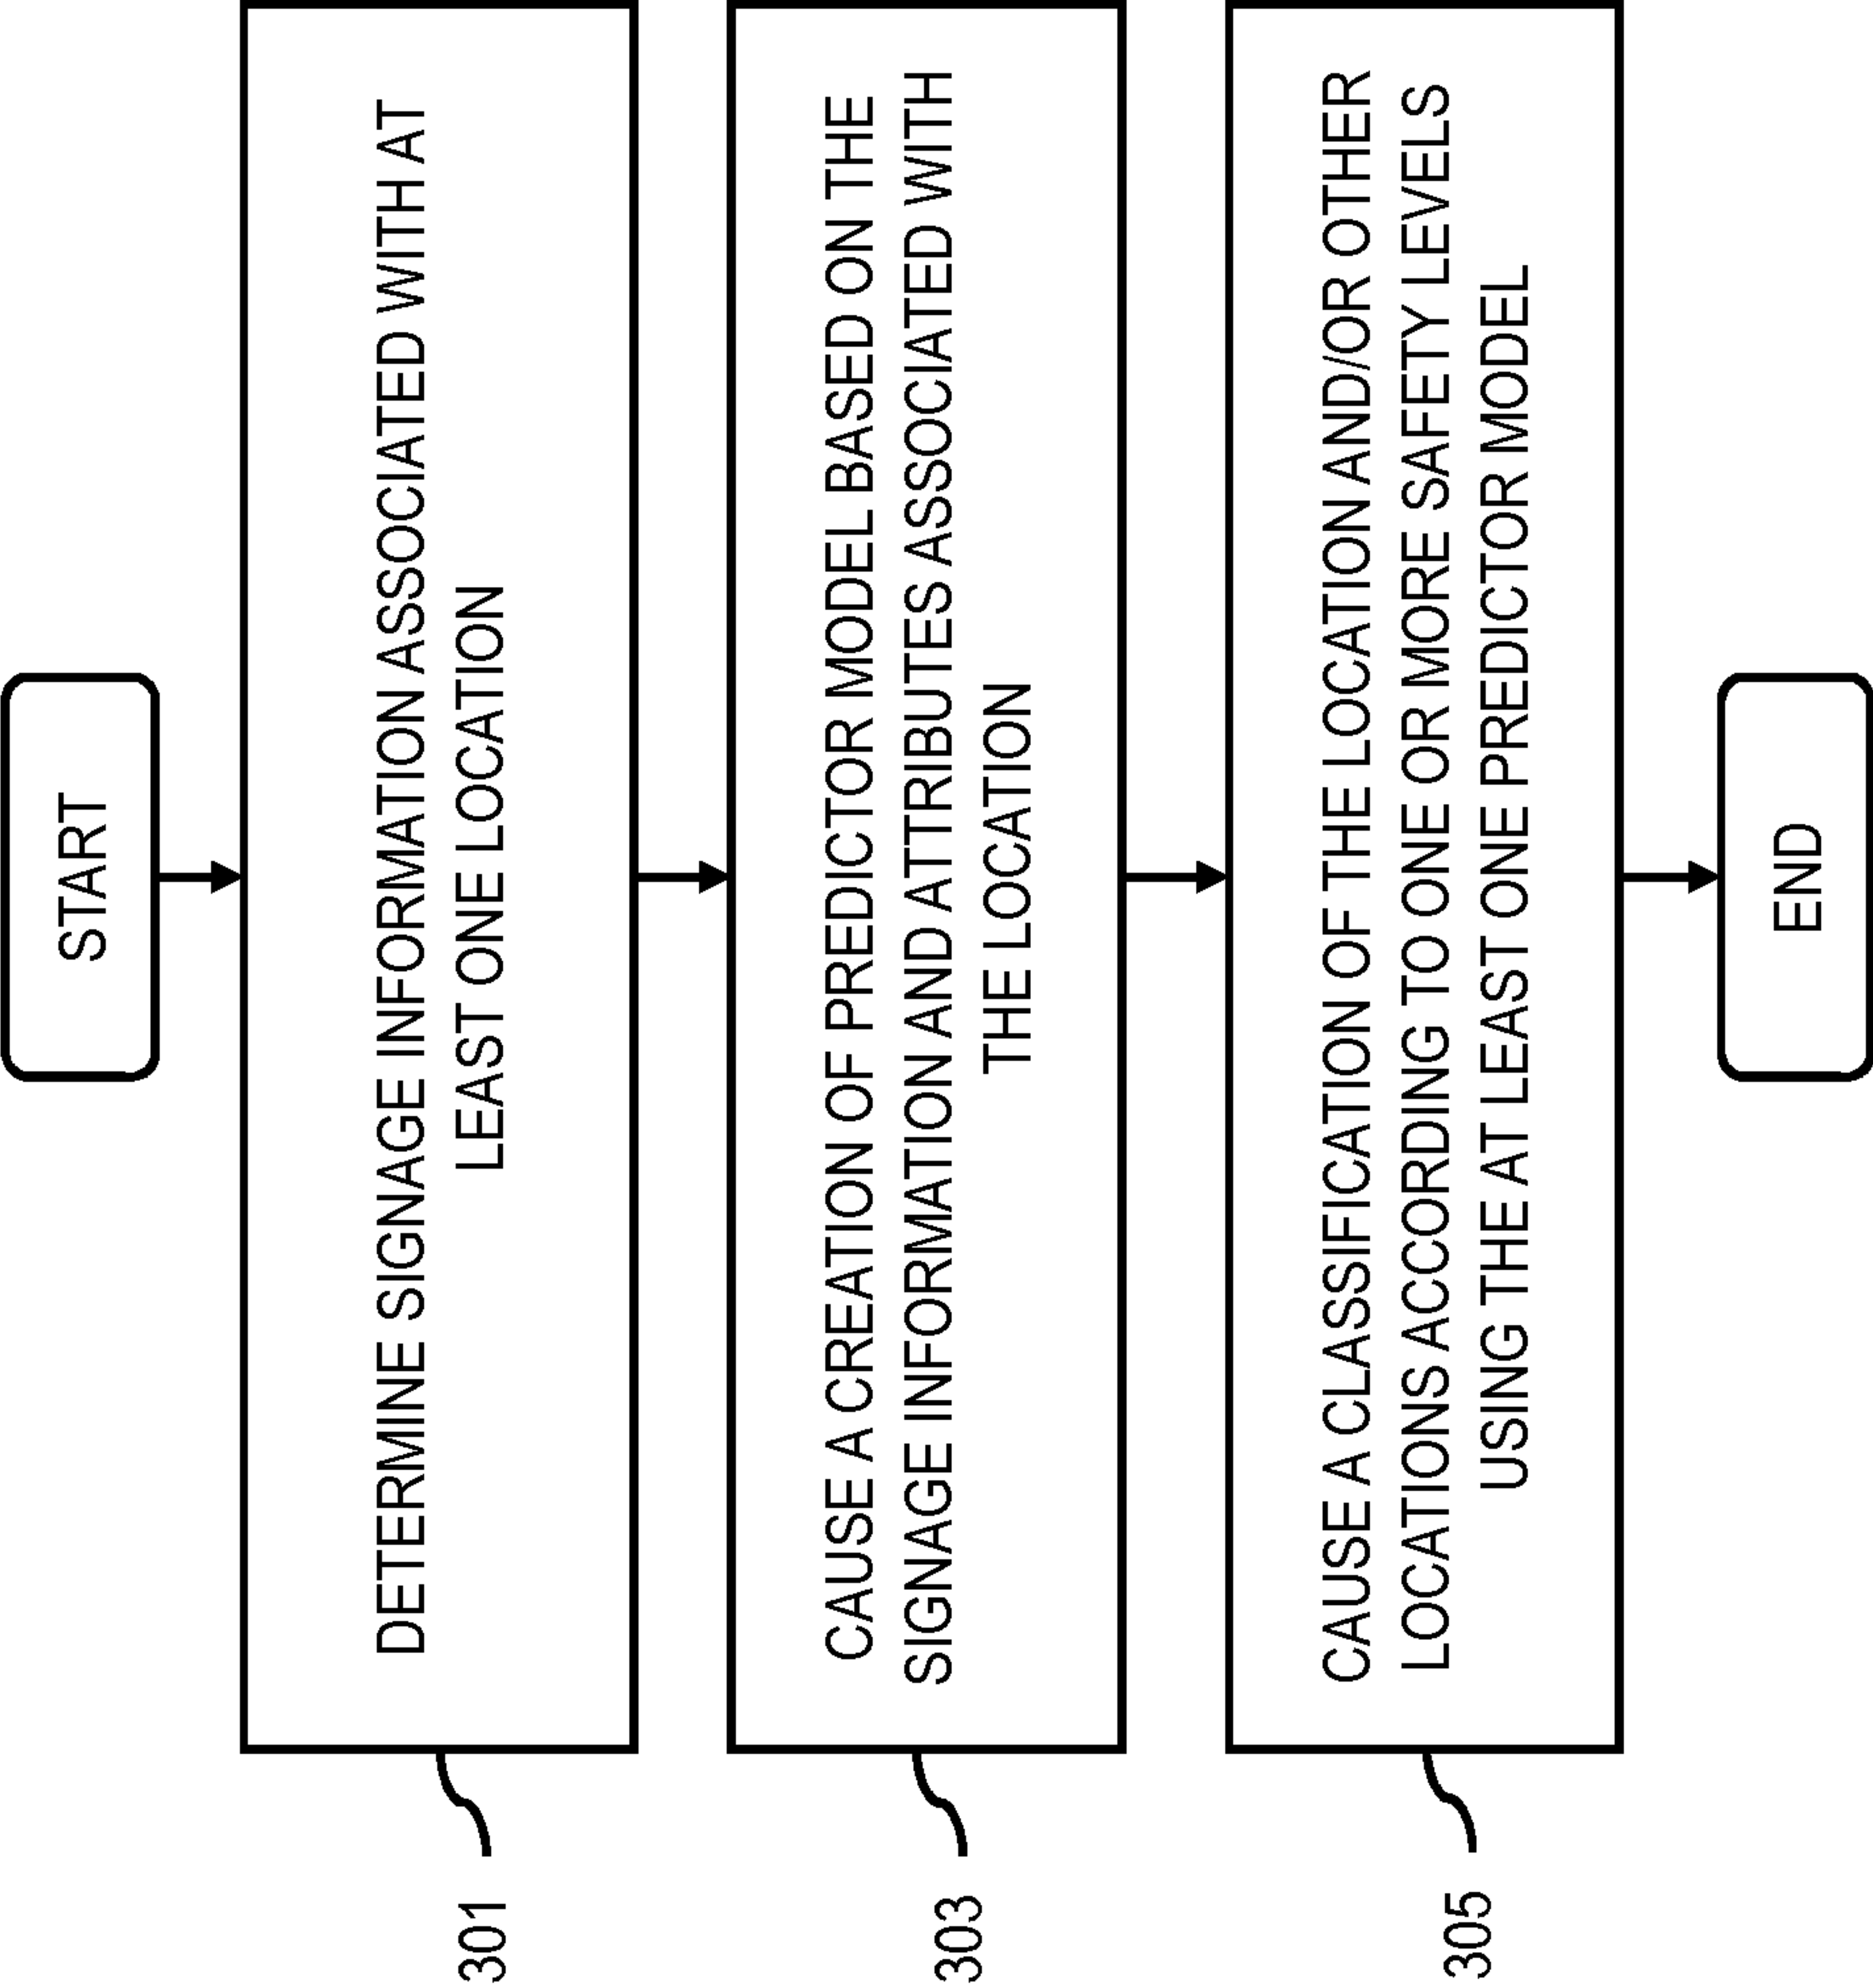 START
301
DETERMINE SIGNAGE INFORMATION ASSOCIATED WITH AT
LEAST ONE LOCATION
303
CAUSE A CREATION OF PREDICTOR MODEL BASED ON THE
SIGNAGE INFORMATION AND ATTRIBUTES ASSOCIATED WITH
THE LOCATION
305
CAUSE A CLASSIFICATION OF THE LOCATION AND/OR OTHER
LOCATIONS ACCORDING TO ONE OR MORE SAFETY LEVELS
USING THE AT LEAST ONE PREDICTOR MODEL
END